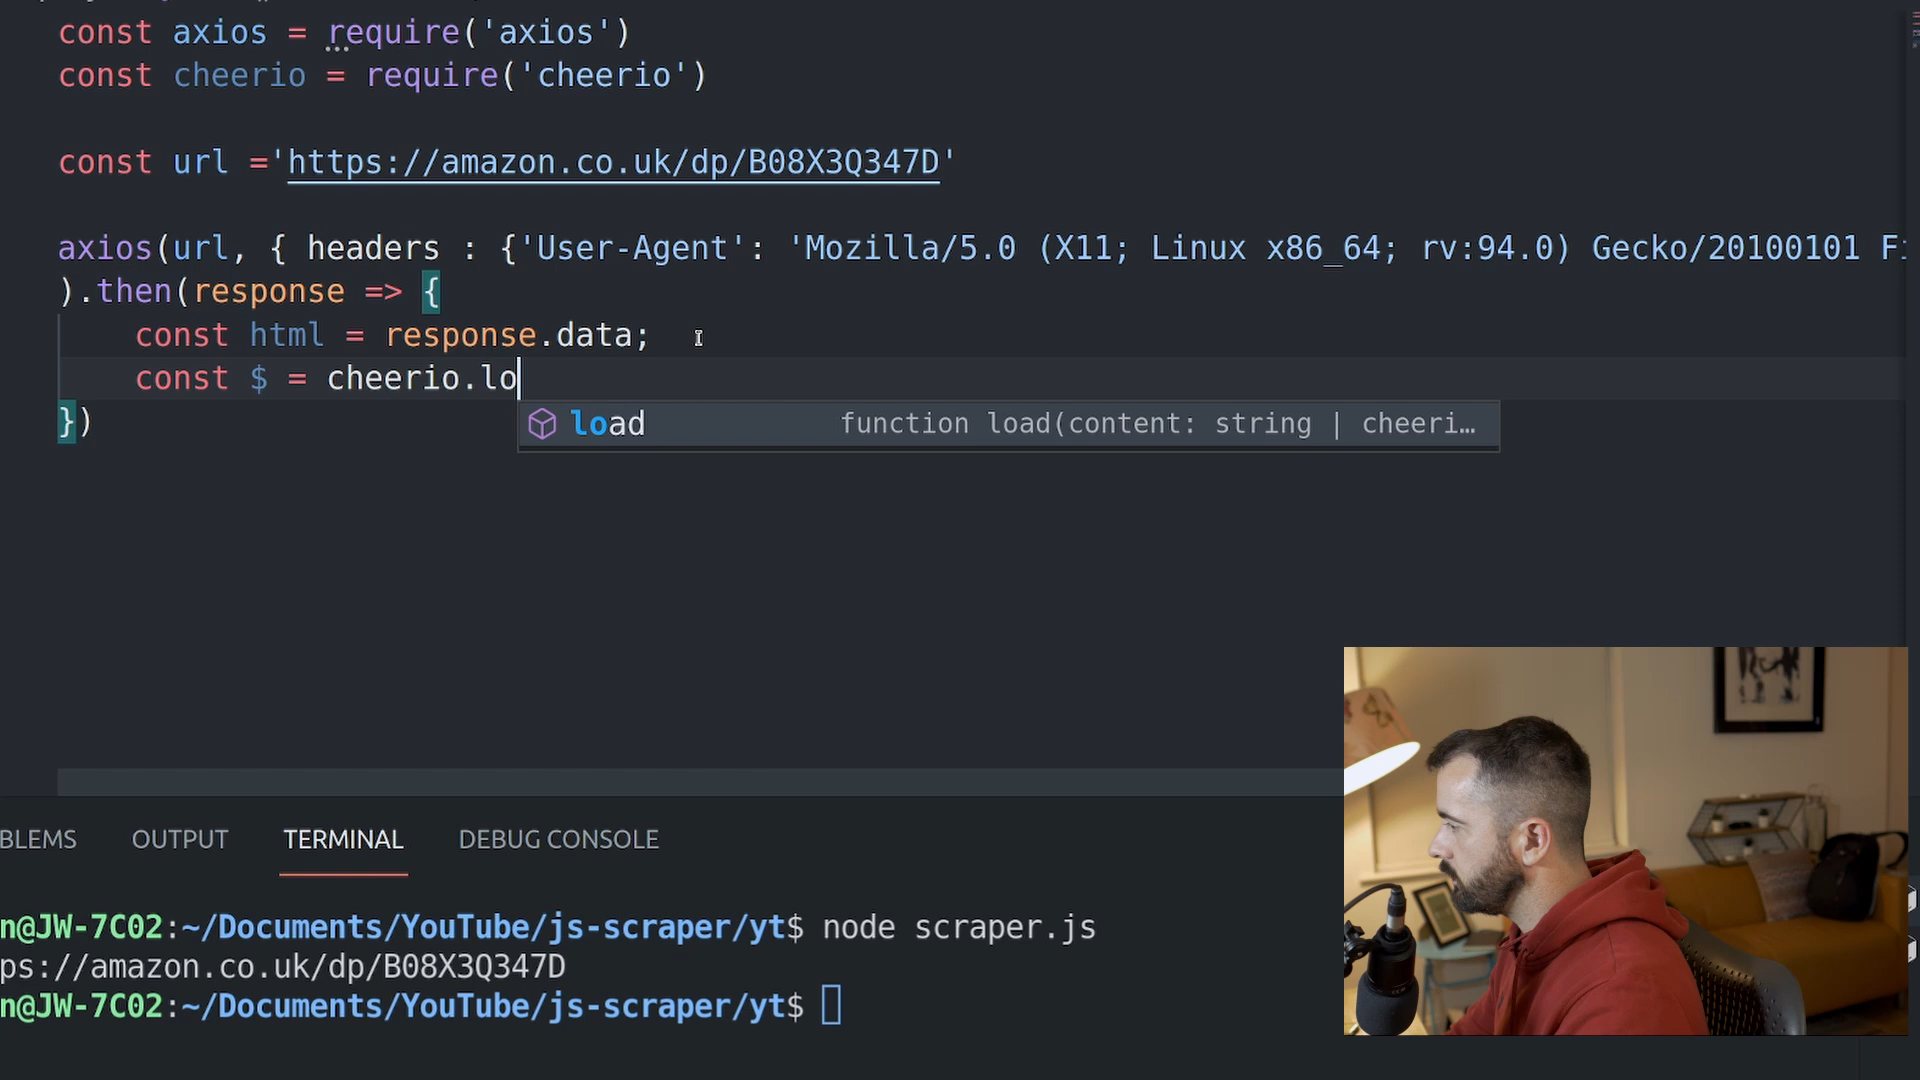 const axios = require('axios')
const cheerio = require('cheerio')
const url ='https://amazon.co.uk/dp/B08X3Q347D'
axios(url, { headers : {'User-Agent': 'Mozilla/5.0 (X11; Linux x86_64; rv:94.0) Gecko/20100101 Fi
).then(response => {
const html = response.data;
const $ = cheerio.lo
load function load(content: string | cheeri…
})
BLEMS OUTPUT TERMINAL DEBUG CONSOLE
n@JW-7C02:~/Documents/YouTube/js-scraper/yt$ node scraper.js
ps://amazon.co.uk/dp/B08X3Q347D
n@JW-7C02:~/Documents/YouTube/js-scraper/yt$